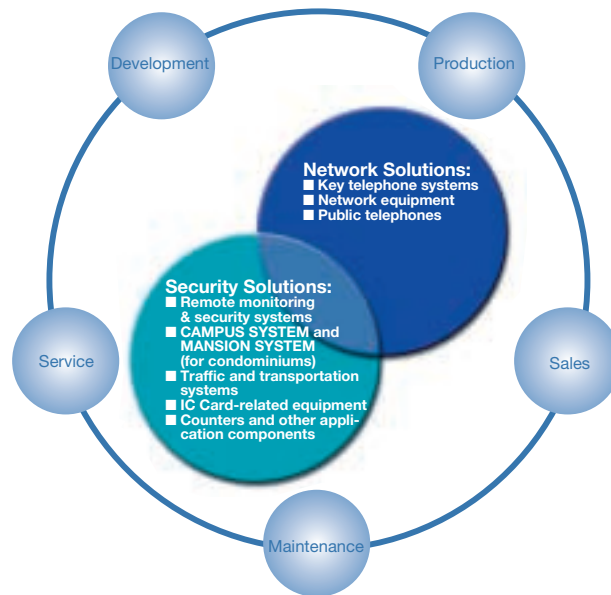 Development
Production
Network Solutions:
■ Key telephone systems
■ Network equipment
■ Public telephones
Security Solutions:
■ Remote monitoring
& security systems
■ CAMPUS SYSTEM and
MANSION SYSTEM
(for condominiums)
■ Traffic and transportation
systems
■ IC Card-related equipment
■ Counters and other appli-
cation components
Service
Sales
Maintenance